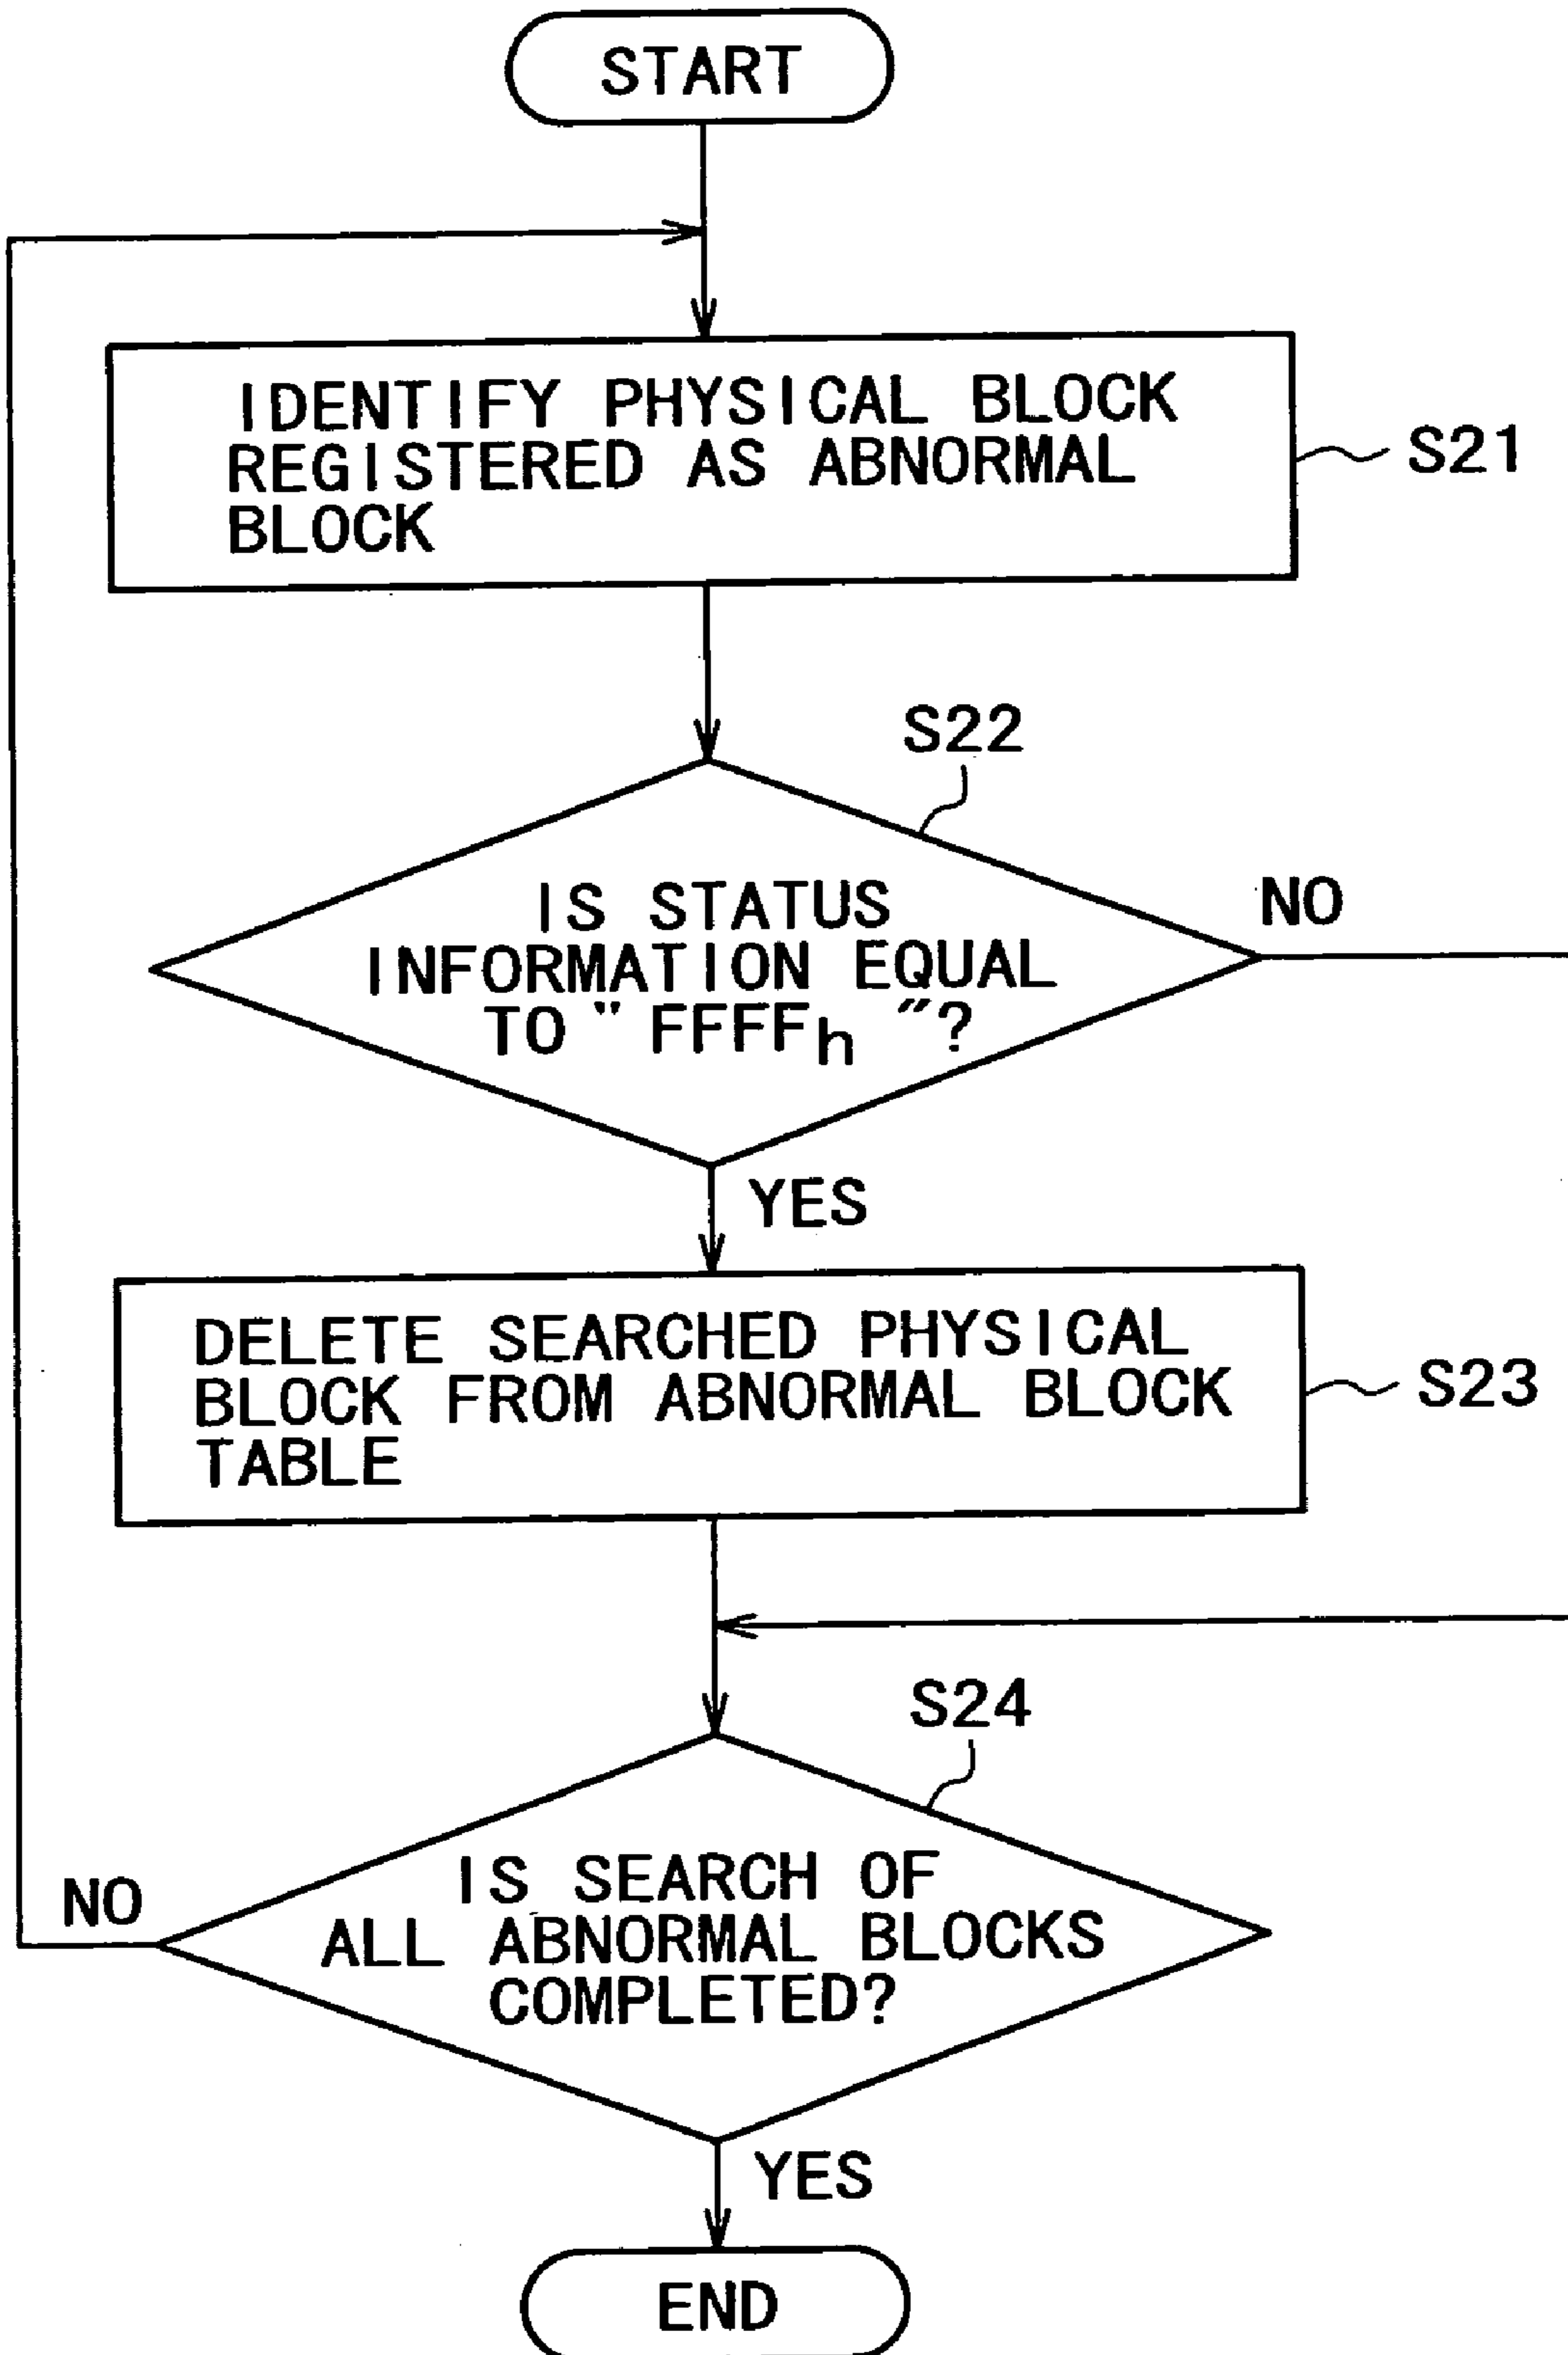 START
IDENTIFY PHYSICAL BLOCK
REGISTERED AS ABNORMAL
BLOCK
S21
S22
IS STATUS
INFORMATION EQUAL
TO " FFFFh "?
NO
YES
DELETE SEARCHED PHYSICAL
BLOCK FROM ABNORMAL BLOCK
TABLE
S23
S24
IS SEARCH OF
ALL ABNORMAL BLOCKS
COMPLETED?
NO
YES
END